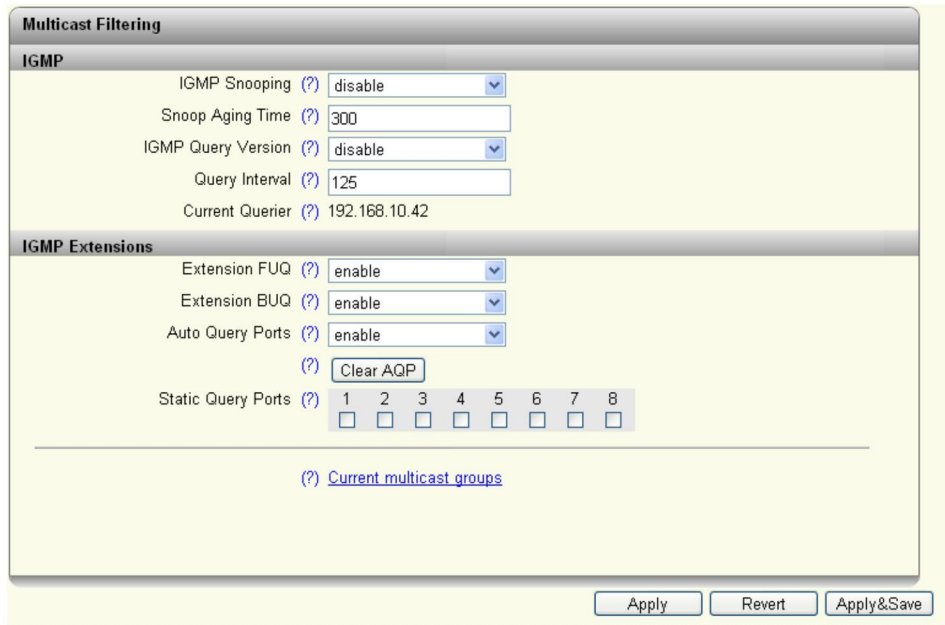 Multicast Filtering
IGMP
IGMP Snooping (?) disable
Snoop Aging Time (?) 300
IGMP Query Version (?) disable
Query Interval (?) 125
Current Querier (?) 192.168.10.42
IGMP Extensions
Extension FUQ (?) enable
Extension BUQ (?) enable
Auto Query Ports (?) enable
(?) Clear AQP
Static Query Ports (?) 1 2 3 4 5 6 7 8
(?) Current multicast groups
Apply Revert Apply&Save